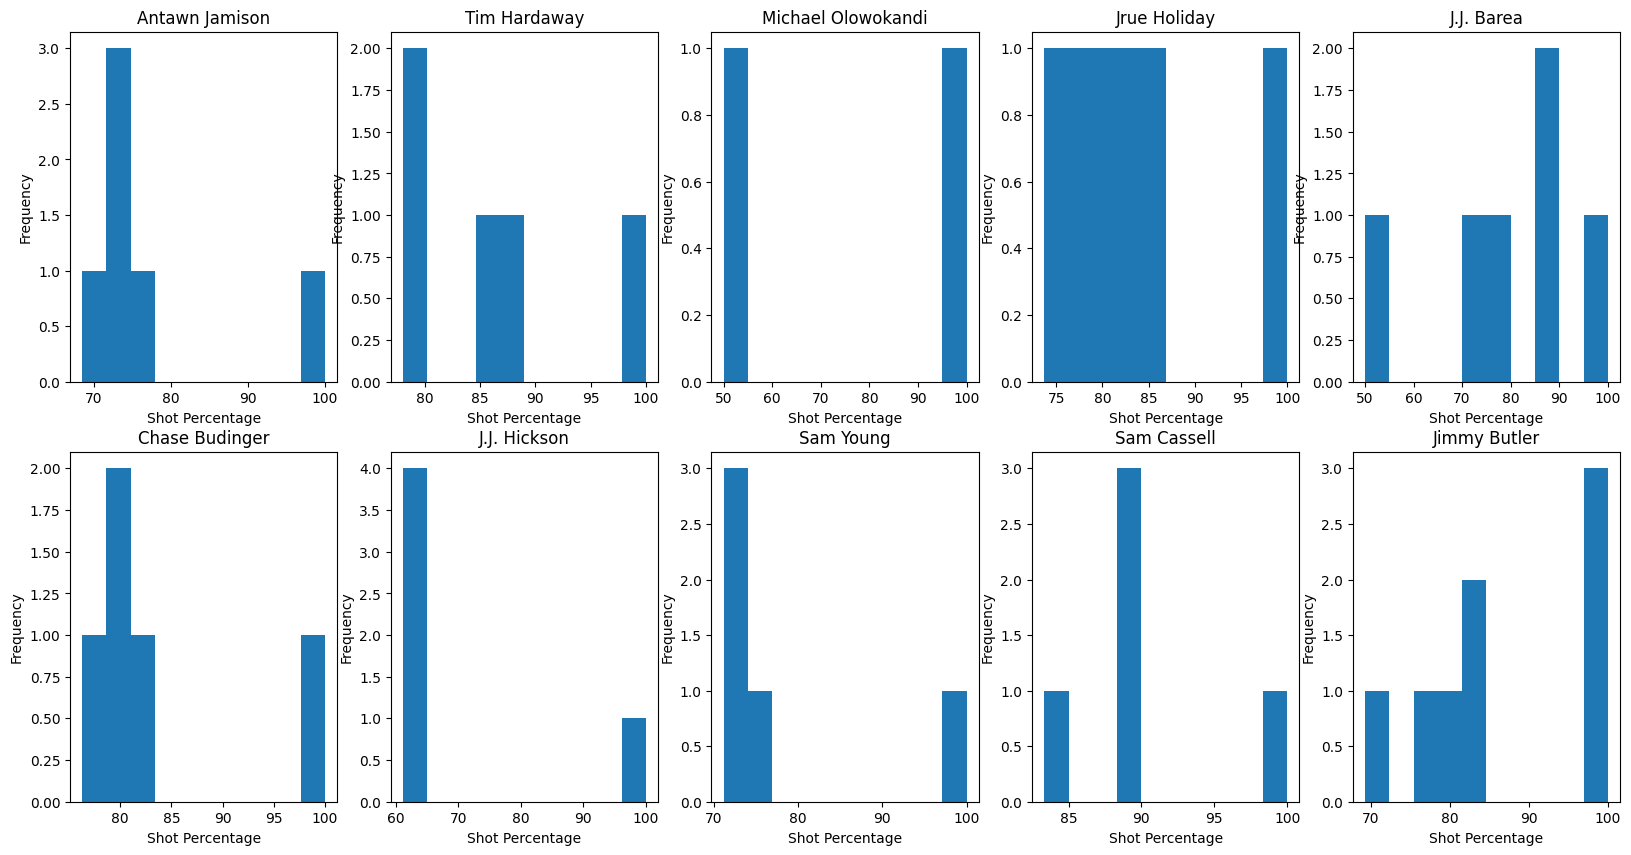 Antawn Jamison
3.0
2.5
2.0
1.5
1.0
0.5
0.0
Frequency
70 80 90 100
Shot Percentage
Tim Hardaway
2.00
1.75
1.50
1.25
1.00
0.75
0.50
0.25
0.00
Frequency
80 85 90 95 100
Shot Percentage
Michael Olowokandi
1.0
0.8
0.6
0.4
0.2
0.0
Frequency
50 60 70 80 90 100
Shot Percentage
Jrue Holiday
1.0
0.8
0.6
0.4
0.2
0.0
Frequency
75 80 85 90 95 100
Shot Percentage
J.J. Barea
2.00
1.75
1.50
1.25
1.00
0.75
0.50
0.25
0.00
Frequency
50 60 70 80 90 100
Shot Percentage
Chase Budinger
2.00
1.75
1.50
1.25
1.00
0.75
0.50
0.25
0.00
Frequency
80 85 90 95 100
Shot Percentage
J.J. Hickson
4.0
3.5
3.0
2.5
2.0
1.5
1.0
0.5
0.0
Frequency
60 70 80 90 100
Shot Percentage
Sam Young
3.0
2.5
2.0
1.5
1.0
0.5
0.0
Frequency
70 80 90 100
Shot Percentage
Sam Cassell
3.0
2.5
2.0
1.5
1.0
0.5
0.0
Frequency
85 90 95 100
Shot Percentage
Jimmy Butler
3.0
2.5
2.0
1.5
1.0
0.5
0.0
Frequency
70 80 90 100
Shot Percentage